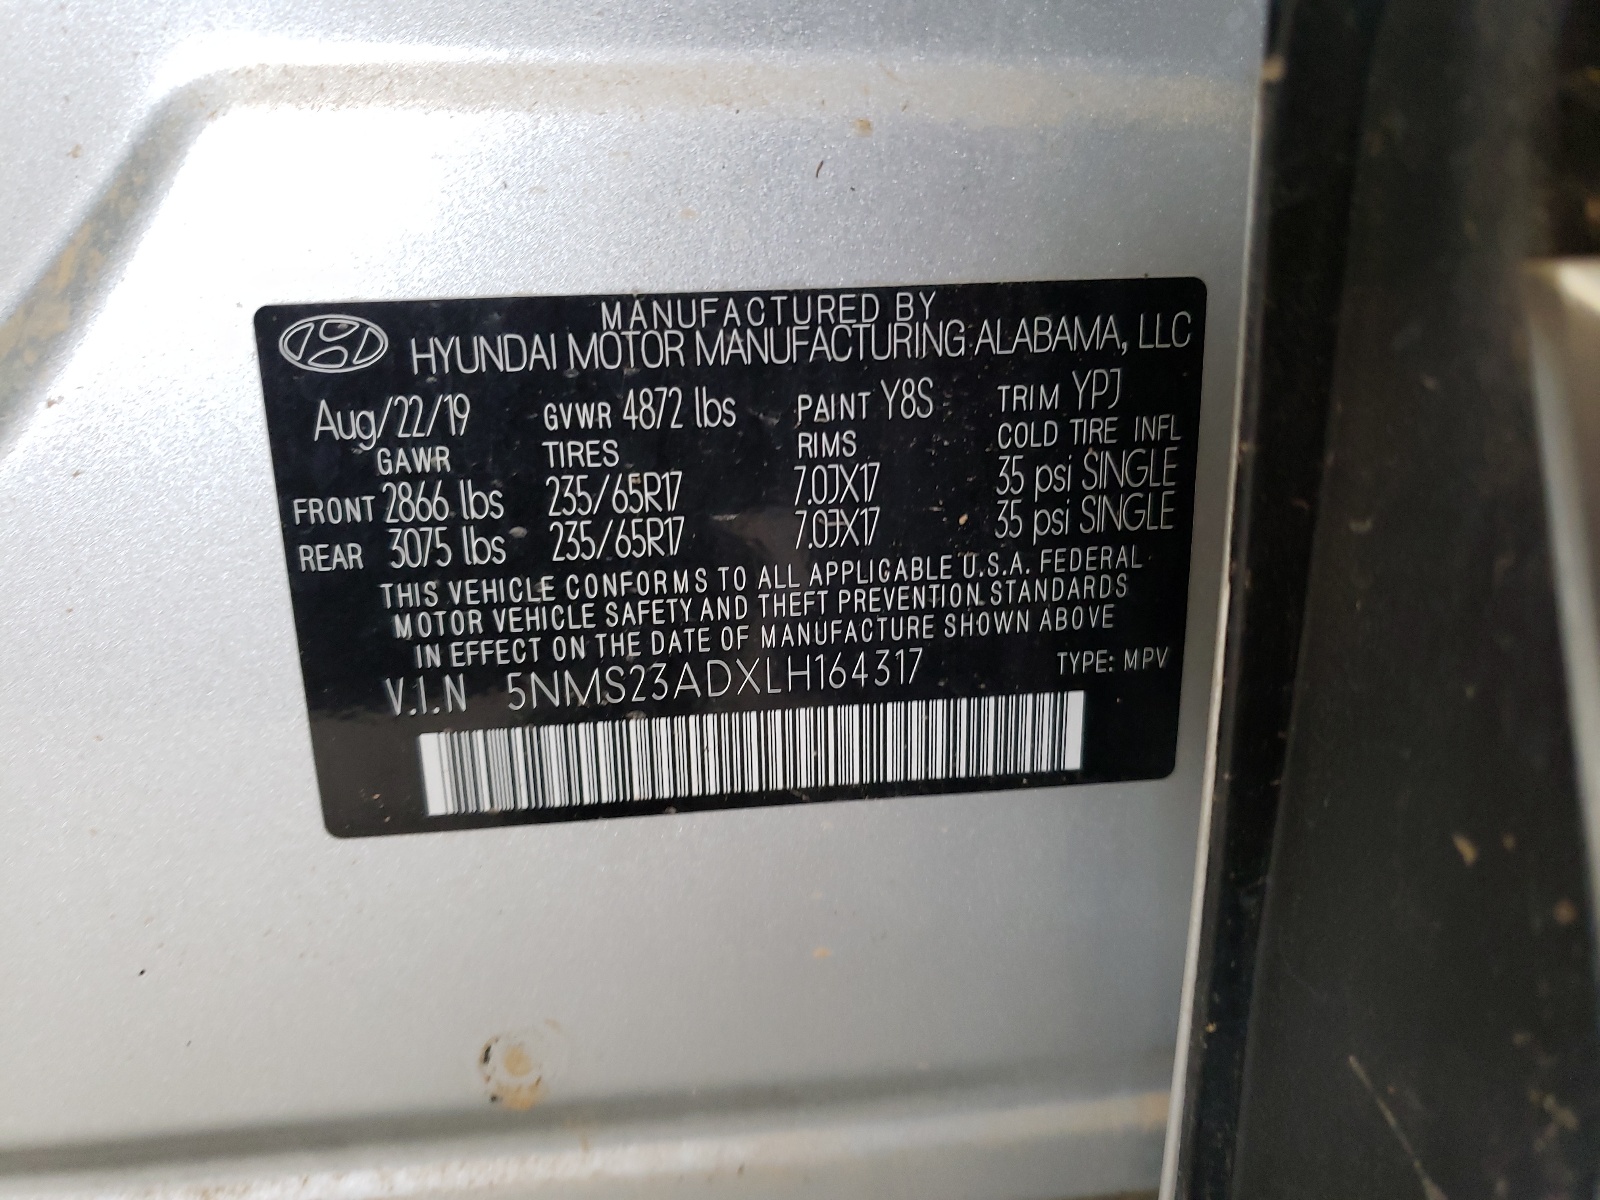 MANUFACTURED BY
HYUNDAI MOTOR MANUFACTURING ALABAMA, LLC
Aug/22/19 GVWR 4872 lbs PAINT Y8S TRIM YPJ
GAWR TIRES RIMS COLD TIRE INFL
FRONT 2866 lbs 235/65R17 7.0JX17 35 psi SINGLE
REAR 3075 lbs 235/65R17 7.0JX17 35 psi SINGLE
THIS VEHICLE CONFORMS TO ALL APPLICABLE U.S.A. FEDERAL
MOTOR VEHICLE SAFETY AND THEFT PREVENTION STANDARDS
IN EFFECT ON THE DATE OF MANUFACTURE SHOWN ABOVE
V.I.N 5NMS23ADXLH164317 TYPE: MPV